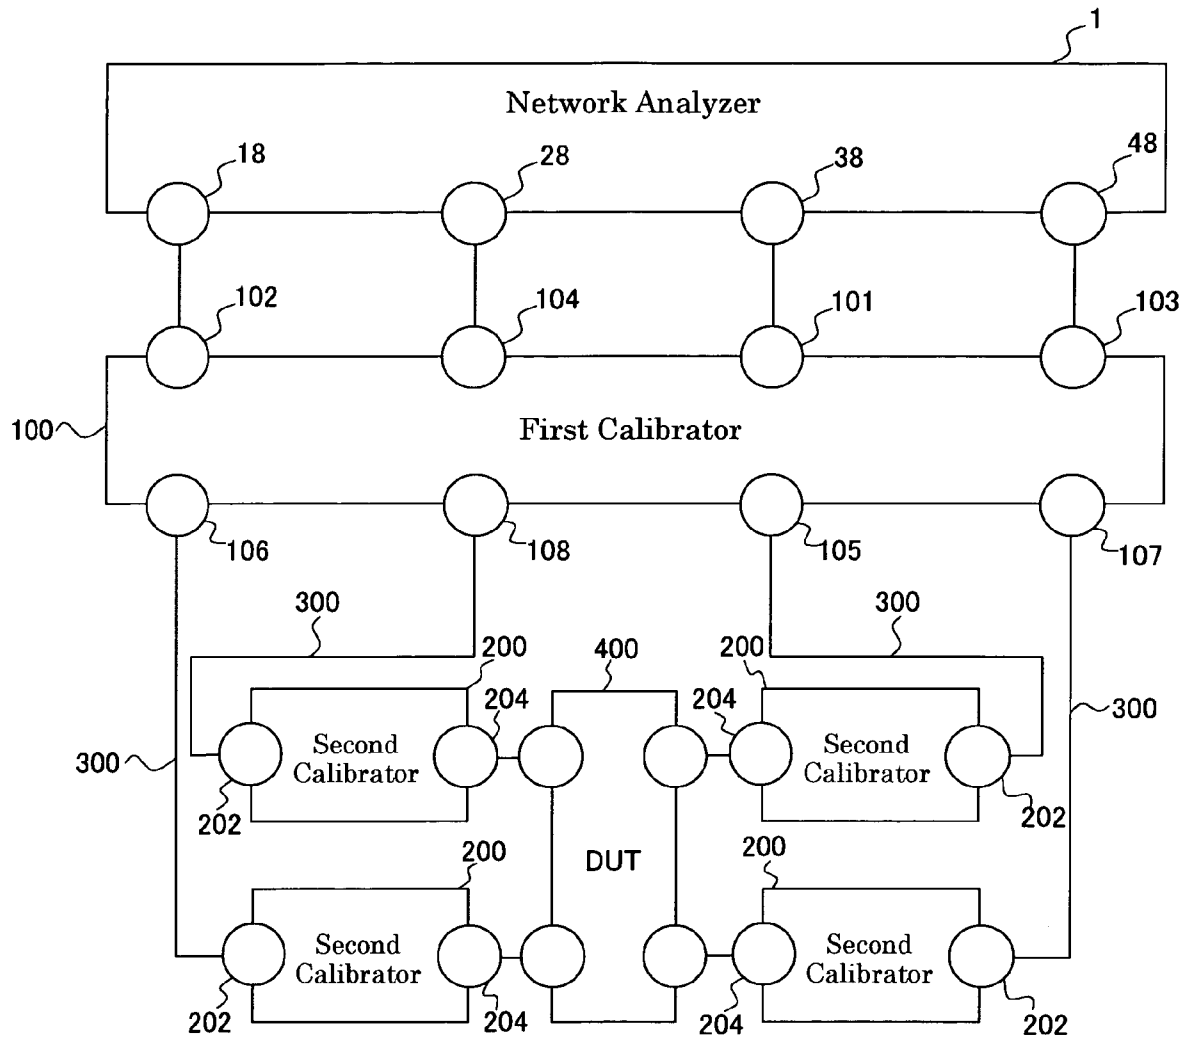 1
Network Analyzer
18
28
38
48
102
104
101
103
100
First Calibrator
106
108
105
107
300
300
200
400
200
204
204
300
300
Second
Calibrator
Second
Calibrator
202
202
200
DUT
200
Second
Calibrator
Second
Calibrator
202
204
204
202